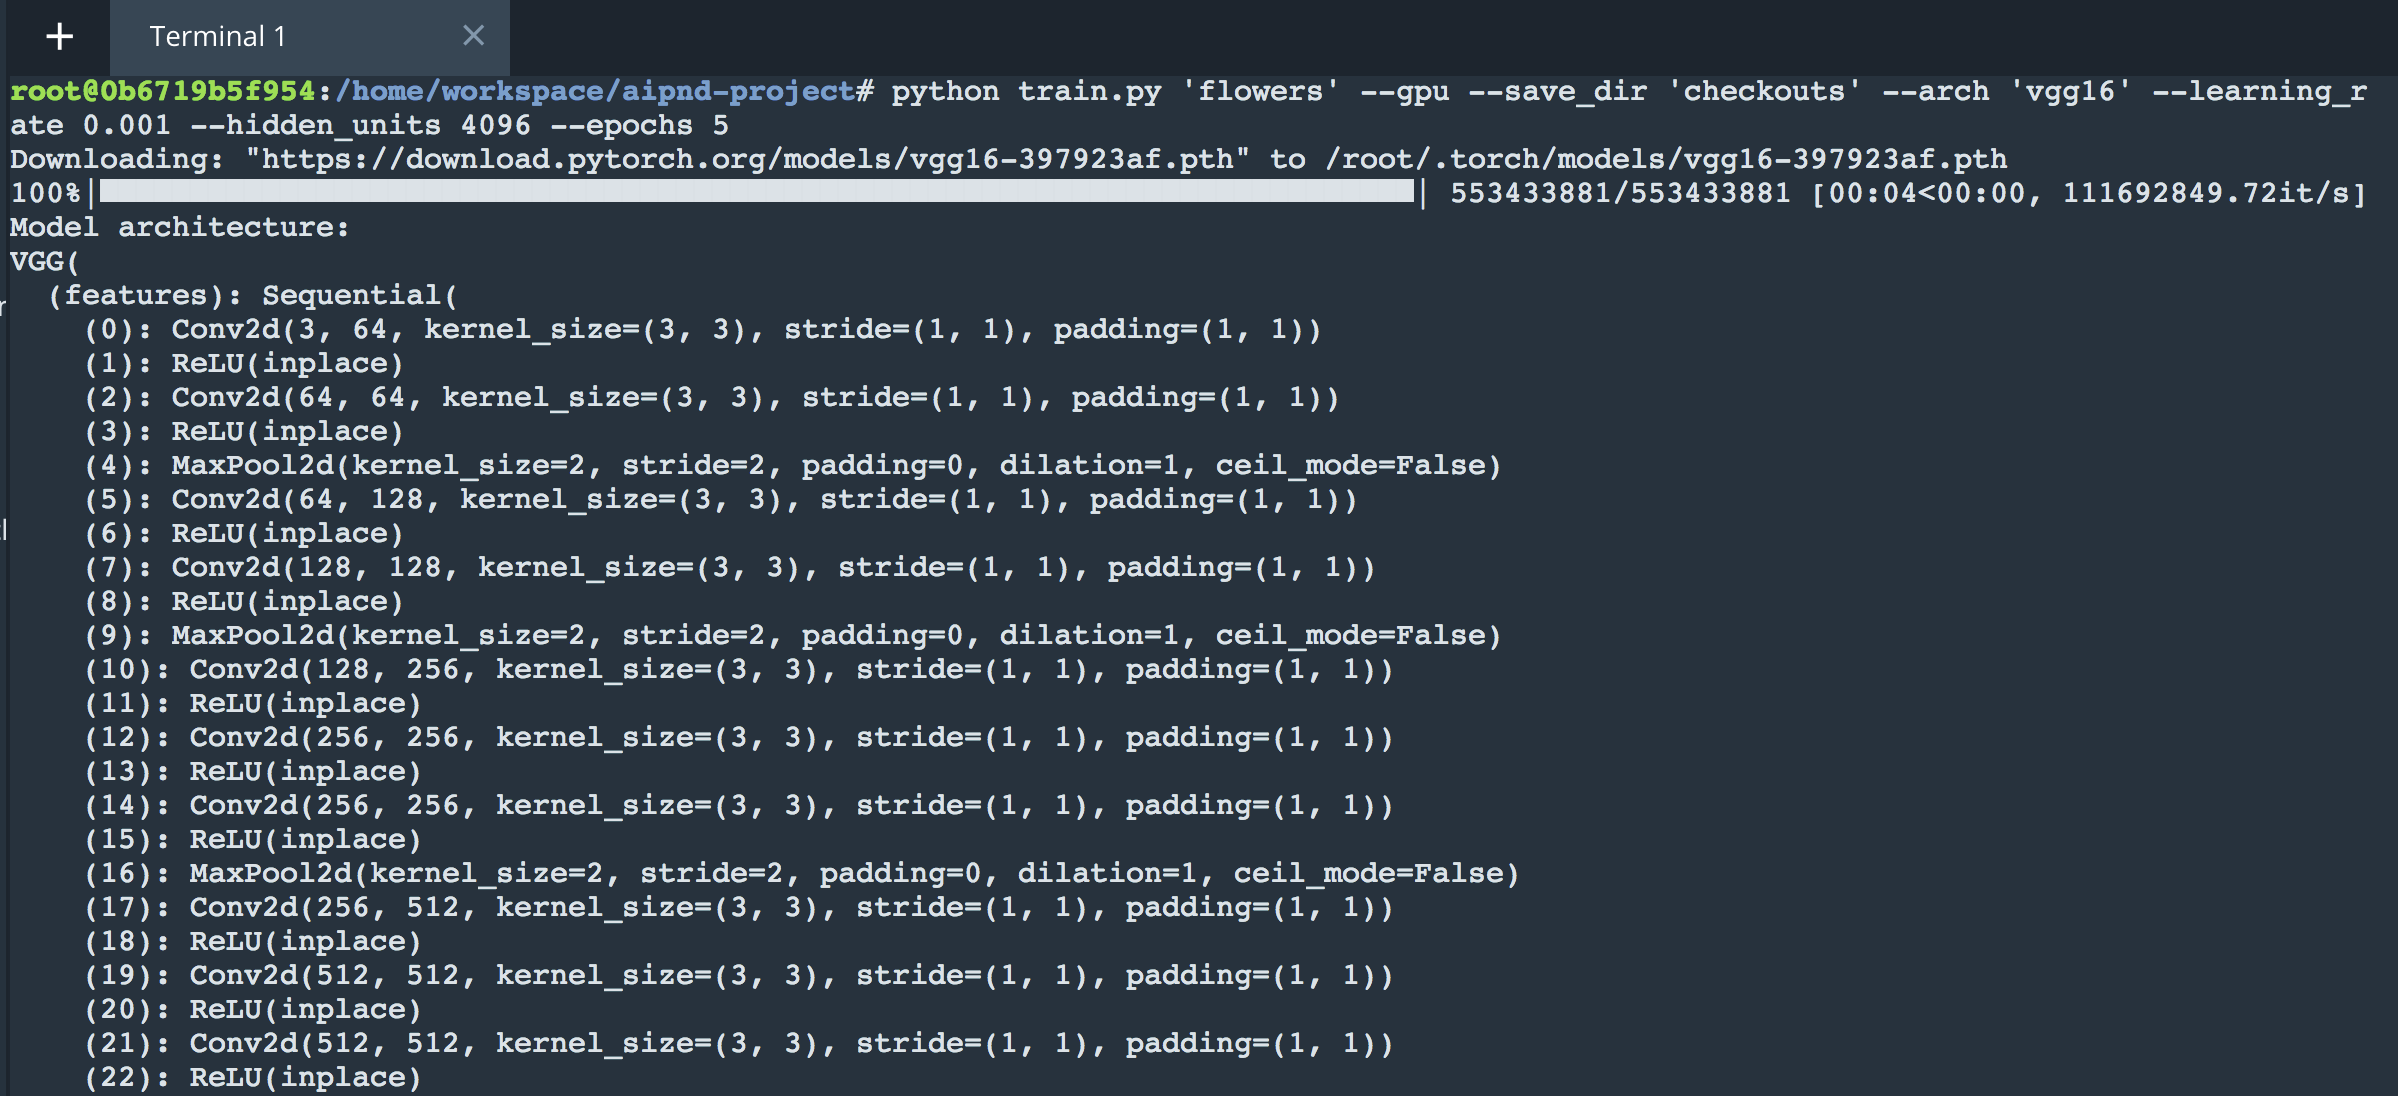 + Terminal 1 ×
root@0b6719b5f954:/home/workspace/aipnd-project# python train.py 'flowers' --gpu --save_dir 'checkouts' --arch 'vgg16' --learning_r
ate 0.001 --hidden_units 4096 --epochs 5
Downloading: "https://download.pytorch.org/models/vgg16-397923af.pth" to /root/.torch/models/vgg16-397923af.pth
100%| | 553433881/553433881 [00:04<00:00, 111692849.72it/s]
Model architecture:
VGG(
  (features): Sequential(
    (0): Conv2d(3, 64, kernel_size=(3, 3), stride=(1, 1), padding=(1, 1))
    (1): ReLU(inplace)
    (2): Conv2d(64, 64, kernel_size=(3, 3), stride=(1, 1), padding=(1, 1))
    (3): ReLU(inplace)
    (4): MaxPool2d(kernel_size=2, stride=2, padding=0, dilation=1, ceil_mode=False)
    (5): Conv2d(64, 128, kernel_size=(3, 3), stride=(1, 1), padding=(1, 1))
    (6): ReLU(inplace)
    (7): Conv2d(128, 128, kernel_size=(3, 3), stride=(1, 1), padding=(1, 1))
    (8): ReLU(inplace)
    (9): MaxPool2d(kernel_size=2, stride=2, padding=0, dilation=1, ceil_mode=False)
    (10): Conv2d(128, 256, kernel_size=(3, 3), stride=(1, 1), padding=(1, 1))
    (11): ReLU(inplace)
    (12): Conv2d(256, 256, kernel_size=(3, 3), stride=(1, 1), padding=(1, 1))
    (13): ReLU(inplace)
    (14): Conv2d(256, 256, kernel_size=(3, 3), stride=(1, 1), padding=(1, 1))
    (15): ReLU(inplace)
    (16): MaxPool2d(kernel_size=2, stride=2, padding=0, dilation=1, ceil_mode=False)
    (17): Conv2d(256, 512, kernel_size=(3, 3), stride=(1, 1), padding=(1, 1))
    (18): ReLU(inplace)
    (19): Conv2d(512, 512, kernel_size=(3, 3), stride=(1, 1), padding=(1, 1))
    (20): ReLU(inplace)
    (21): Conv2d(512, 512, kernel_size=(3, 3), stride=(1, 1), padding=(1, 1))
    (22): ReLU(inplace)